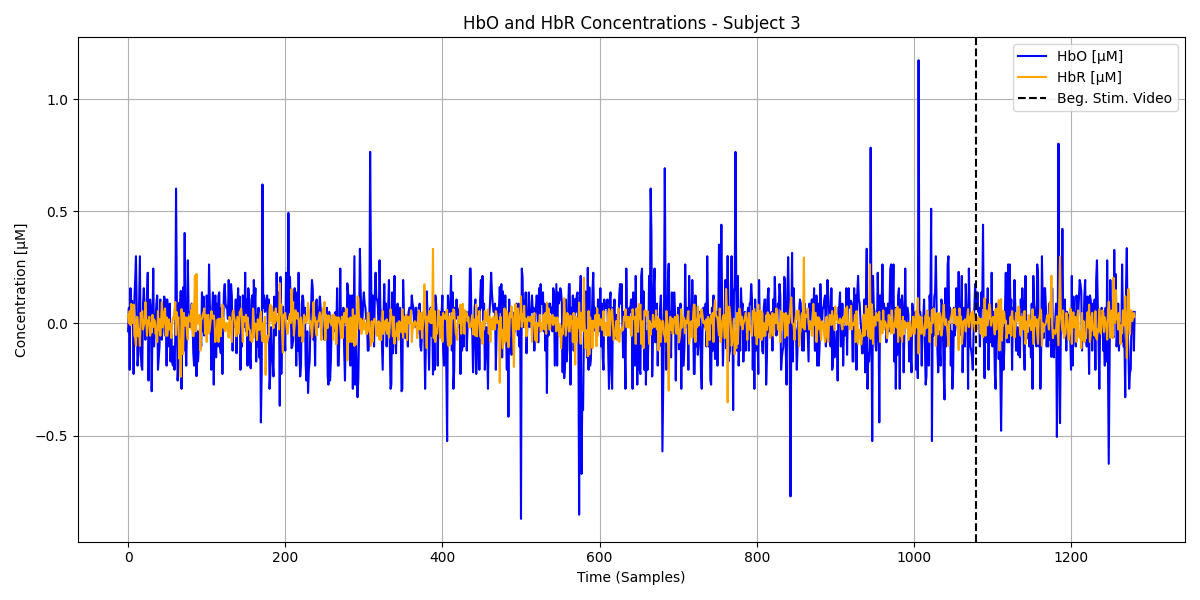 HbO and HbR Concentrations - Subject 3
HbO [μM]
HbR [μM]
Beg. Stim. Video
Concentration [μM]
1.0
0.5
0.0
−0.5
0
200
400
600
800
1000
1200
Time (Samples)